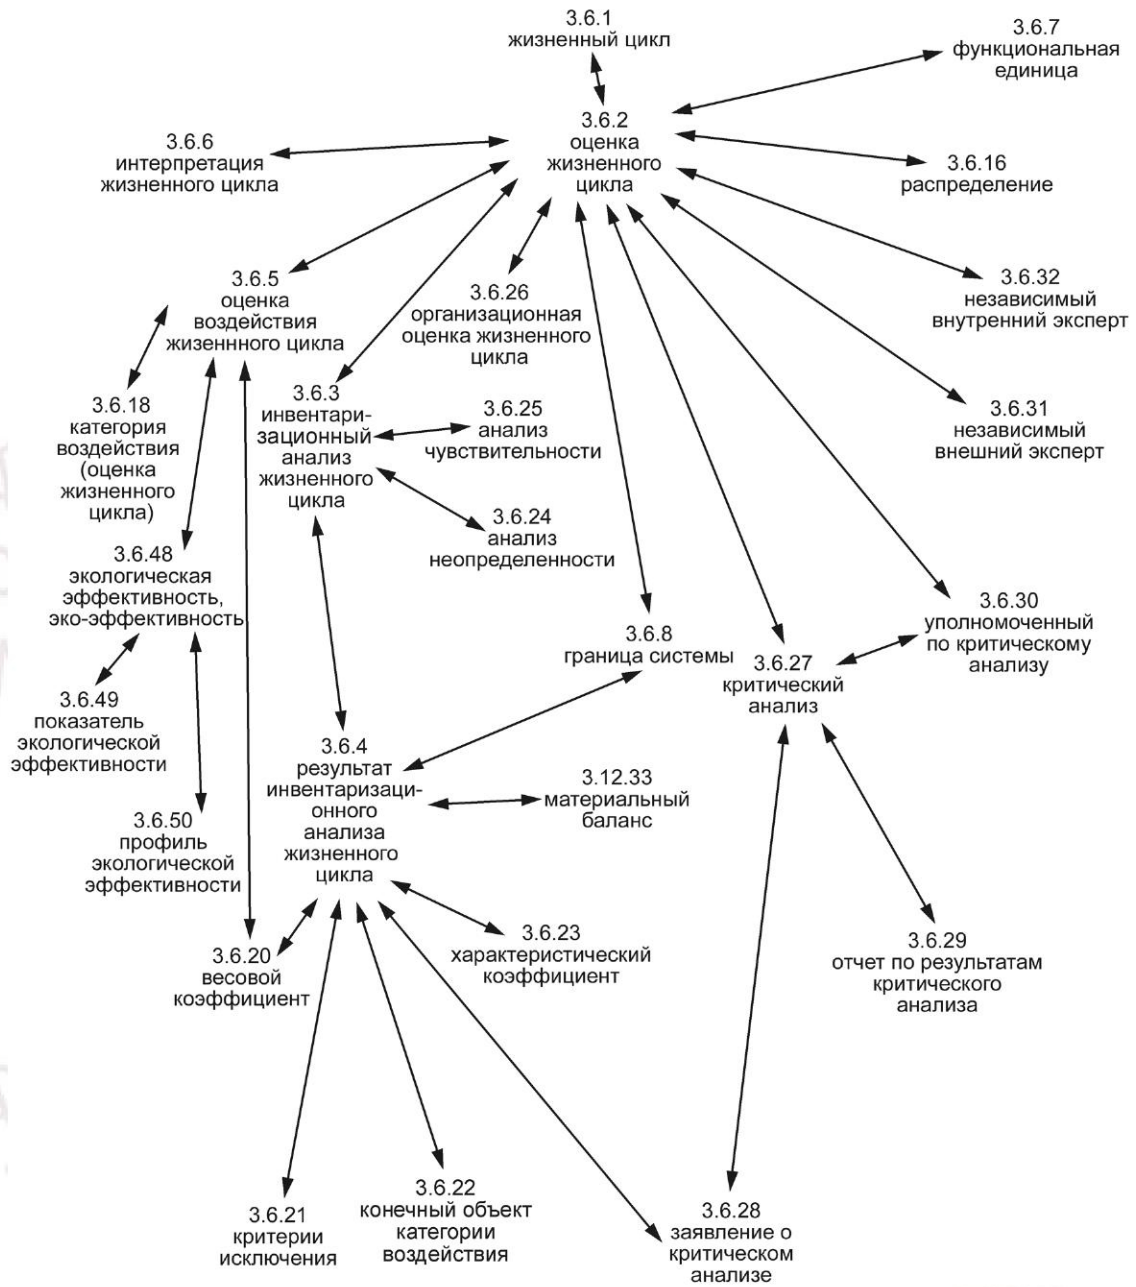 3.6.1
жизненный цикл
3.6.7
функциональная
единица
3.6.2
оценка
жизненного
цикла
3.6.6
интерпретация
жизненного цикла
3.6.16
распределение
3.6.5
оценка
воздействия
жизеннного цикла
3.6.26
организационная
оценка жизненного
цикла
3.6.32
независимый
внутренний эксперт
3.6.18
категория
воздействия
(оценка
жизненного
цикла)
3.6.3
инвентари-
зационный
анализ
жизненного
цикла
3.6.25
анализ
чувствительности
3.6.31
независимый
внешний эксперт
3.6.24
анализ
неопределенности
3.6.48
экологическая
эффективность,
эко-эффективность
3.6.8
граница системы
3.6.27
критический
анализ
3.6.30
уполномоченный
по критическому
анализу
3.6.49
показатель
экологической
эффективности
3.6.4
результат
инвентаризаци-
онного
анализа
жизненного
цикла
3.12.33
материальный
баланс
3.6.50
профиль
экологической
эффективности
3.6.20
весовой
коэффициент
3.6.23
характеристический
коэффициент
3.6.29
отчет по результатам
критического
анализа
3.6.21
критерии
исключения
3.6.22
конечный объект
категории
воздействия
3.6.28
заявление о
критическом
анализе